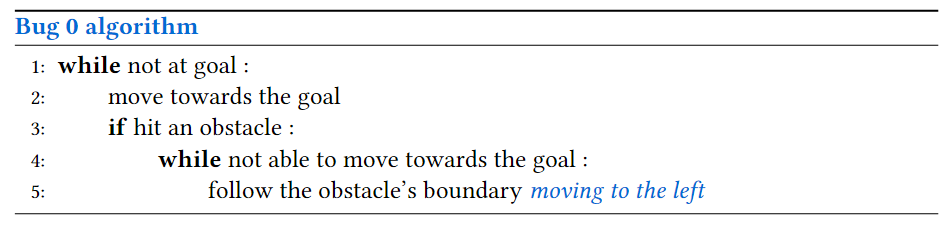 Bug 0 algorithm
1: while not at goal :
2: move towards the goal
3: if hit an obstacle :
4: while not able to move towards the goal :
5: follow the obstacle's boundary moving to the left